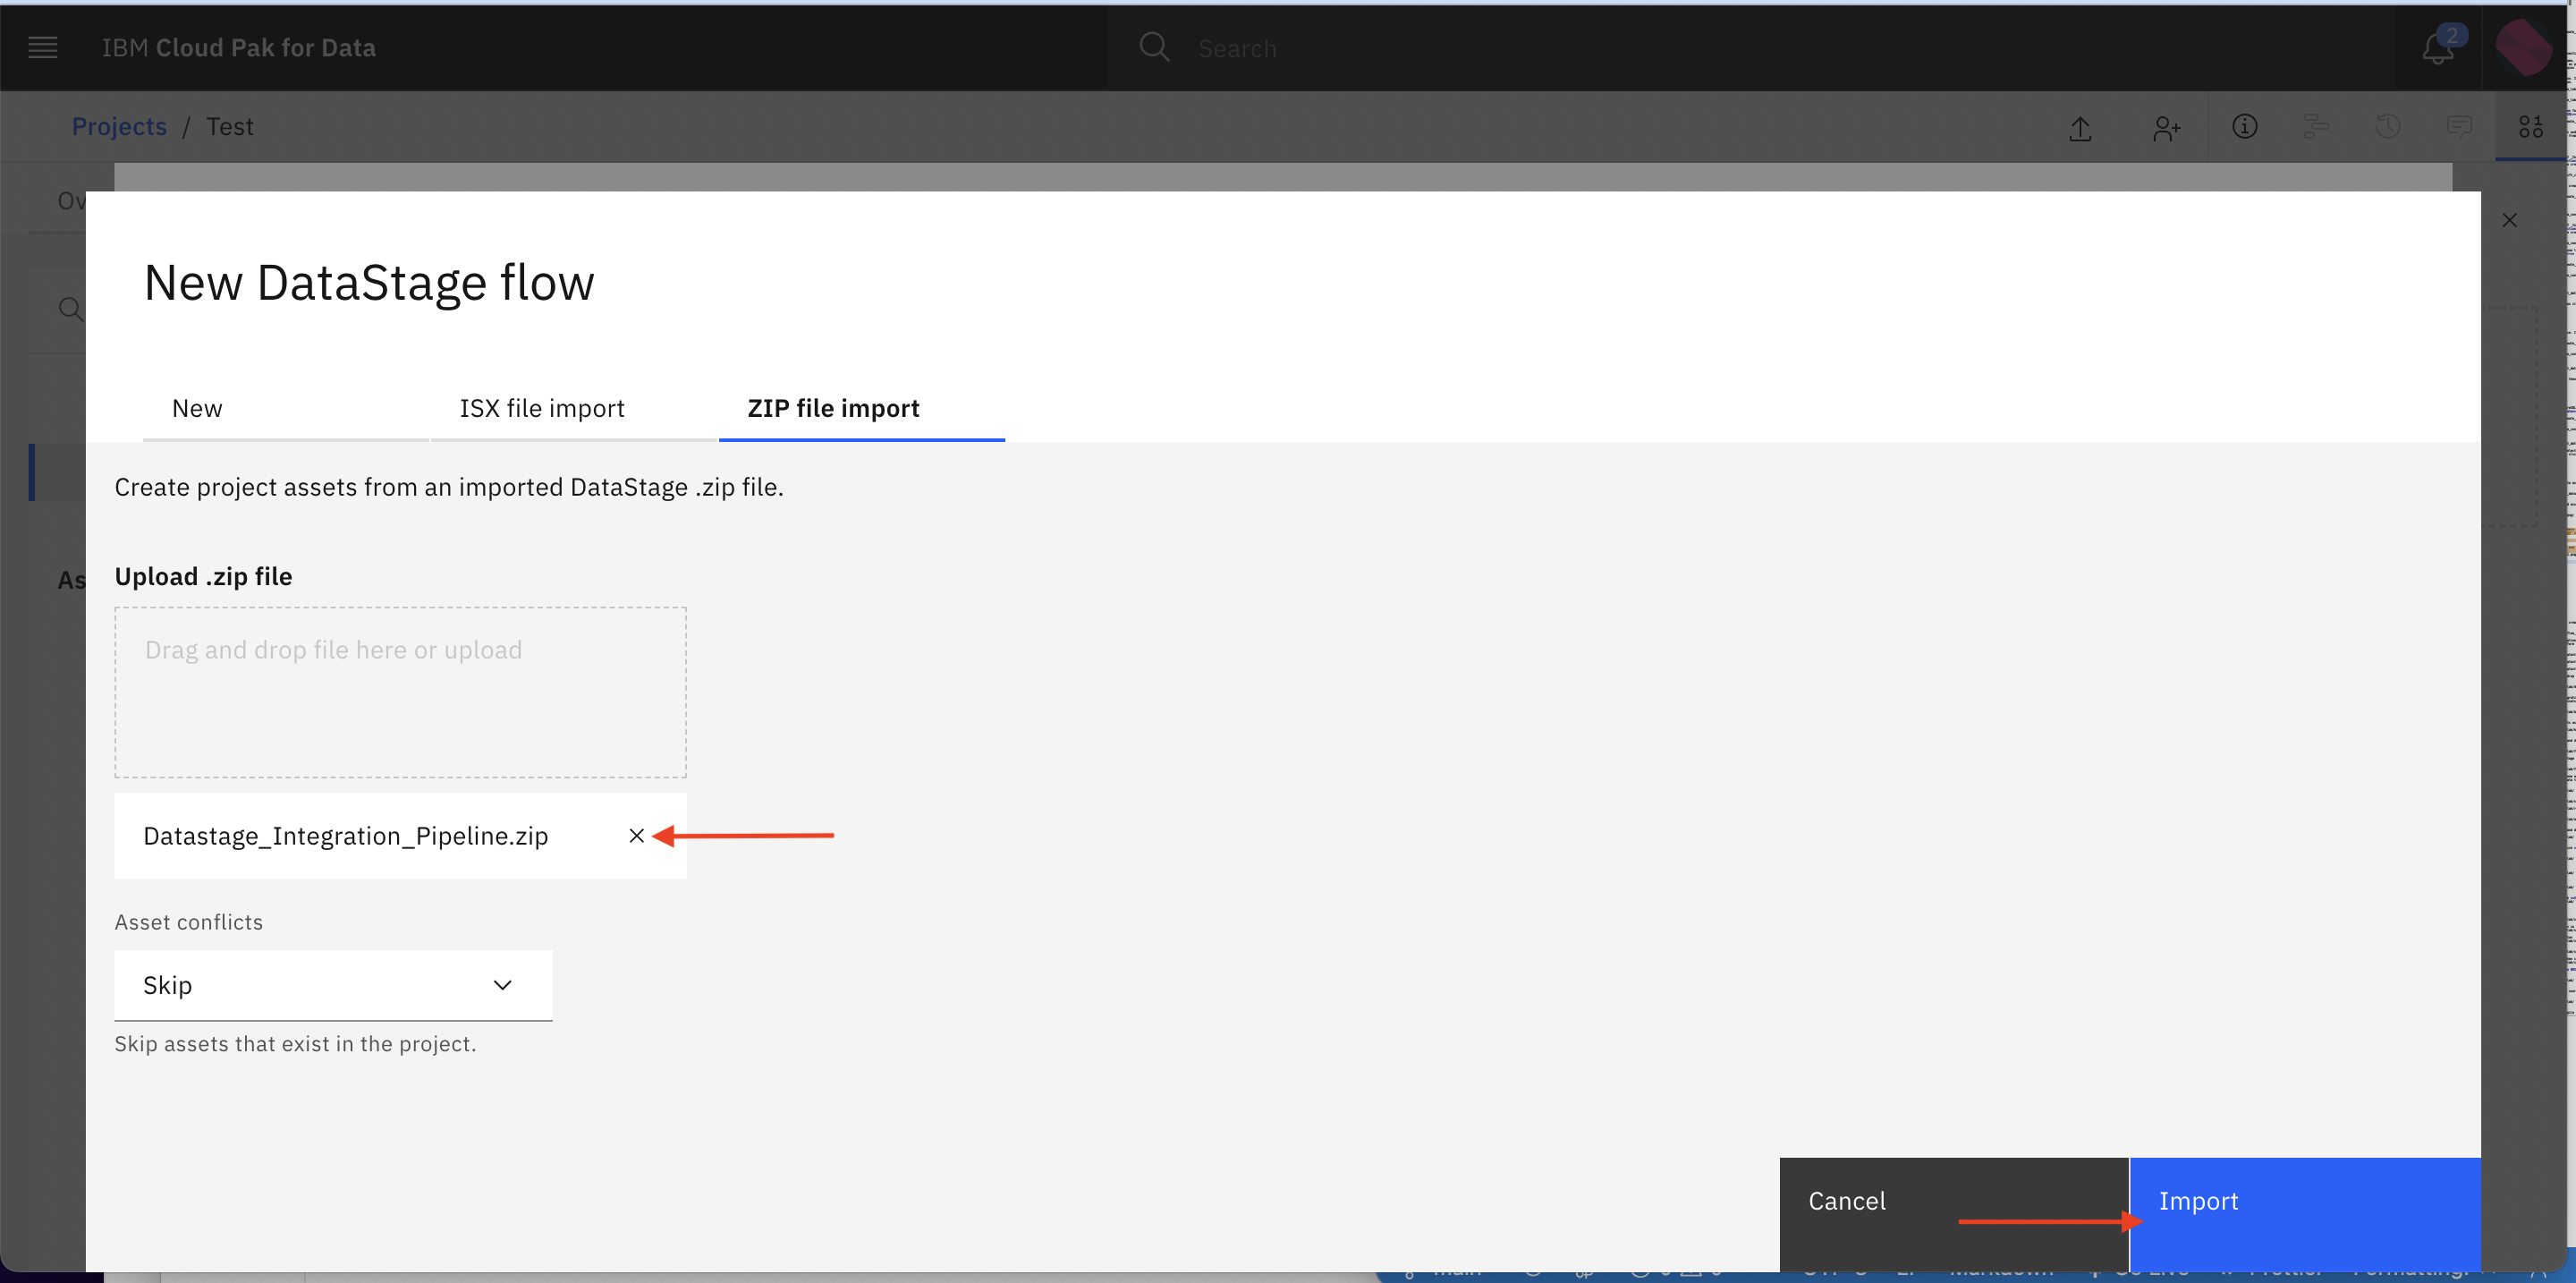 IBM Cloud Pak for Data
Search
2
Projects / Test
Ov
New DataStage flow
New
ISX file import
ZIP file import
Create project assets from an imported DataStage .zip file.
As
Upload .zip file
Drag and drop file here or upload
Datastage_Integration_Pipeline.zip
Asset conflicts
Skip
Skip assets that exist in the project.
Cancel
Import